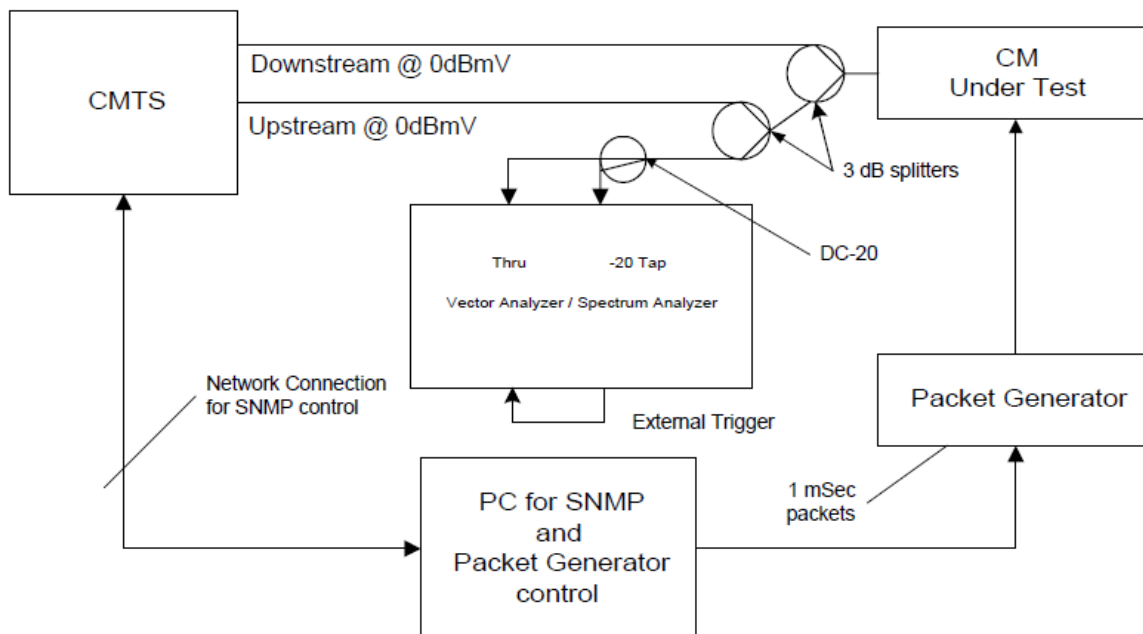 CMTS
Downstream @ 0dBmV
Upstream @ 0dBmV
CM
Under Test
3 dB splitters
DC-20
Thru
-20 Tap
Vector Analyzer / Spectrum Analyzer
Network Connection
for SNMP control
External Trigger
Packet Generator
1 mSec
packets
PC for SNMP
and
Packet Generator
control